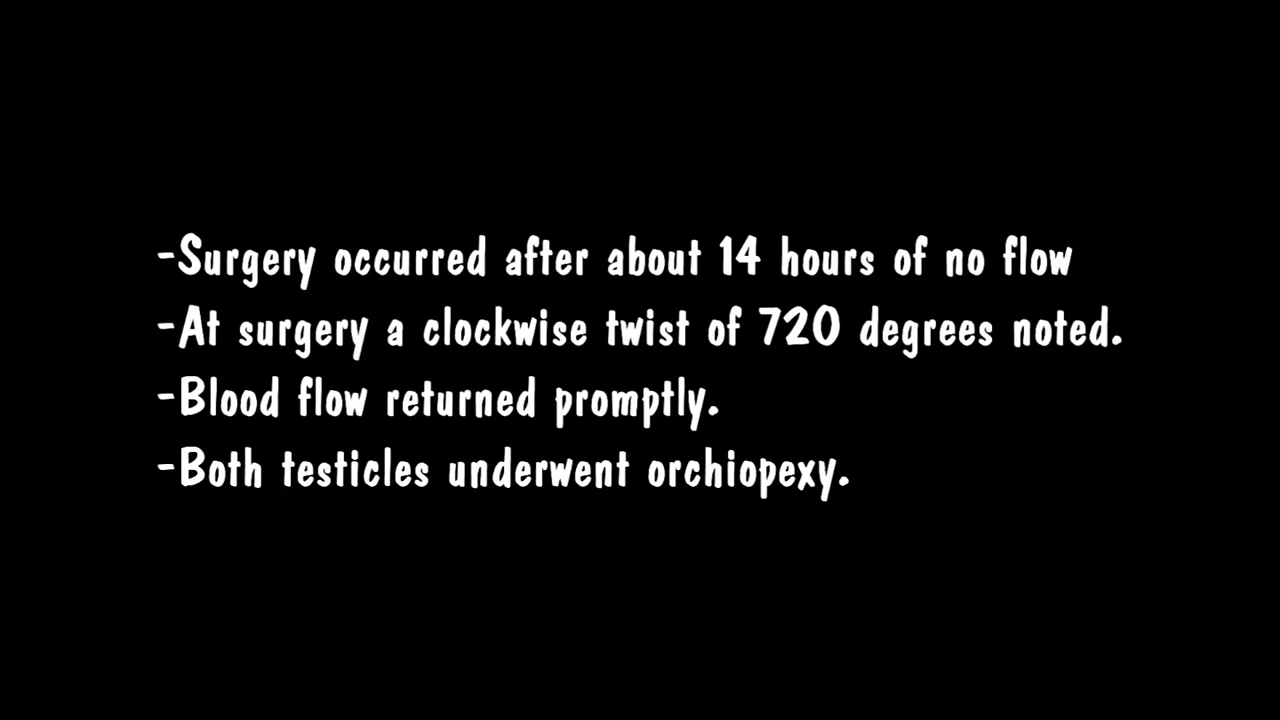 -Surgery occurred after about 14 hours of no flow
-At surgery a clockwise twist of 720 degrees noted.
-Blood flow returned promptly.
-Both testicles underwent orchiopexy.